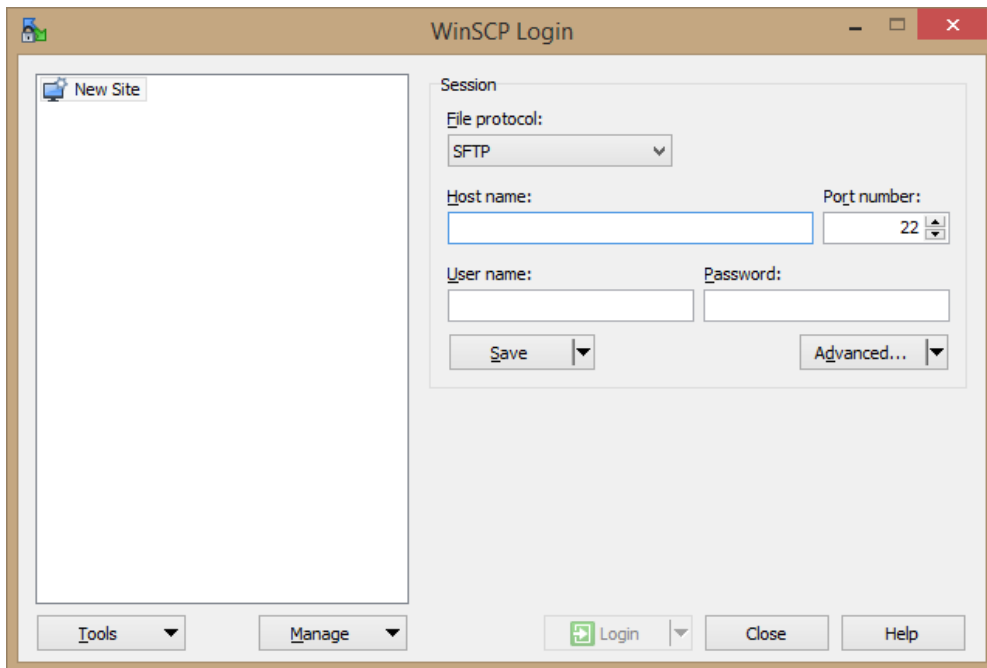 WinSCP Login
New Site
Session
File protocol:
SFTP
Host name:
Port number:
22
User name:
Password:
Save
Advanced...
Tools
Manage
Login
Close
Help